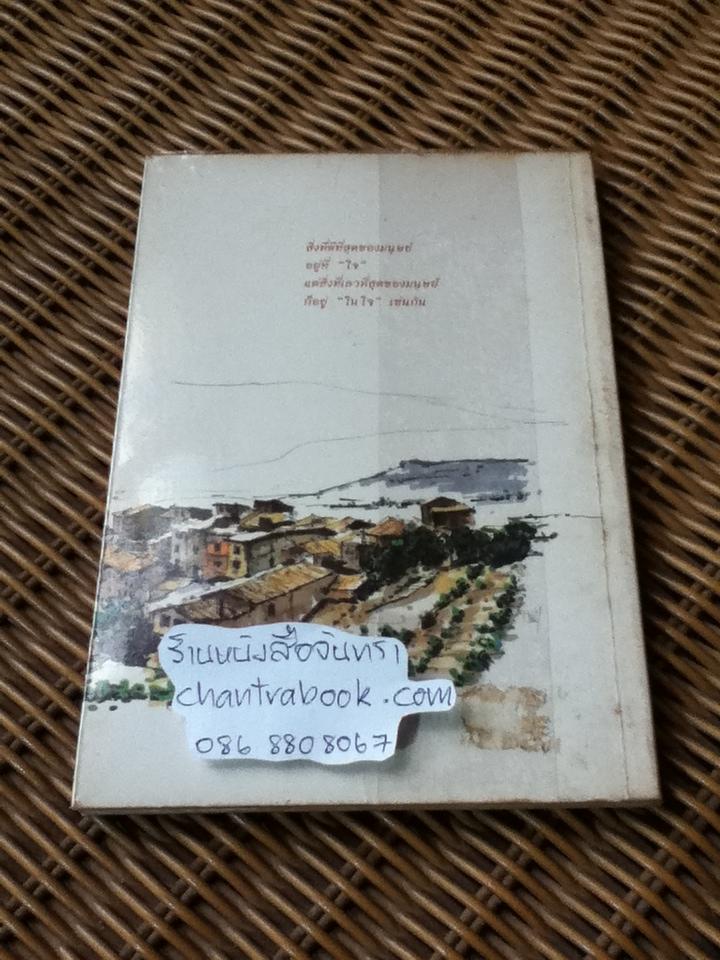 สิ่งที่ดีที่สุดของมนุษย์
อยู่ที่ "ใจ"
แต่สิ่งที่เลวที่สุดของมนุษย์
ก็อยู่ "ในใจ" เช่นกัน
ร้านหนังสือจันทรา
chantrabook.com
086 8808067